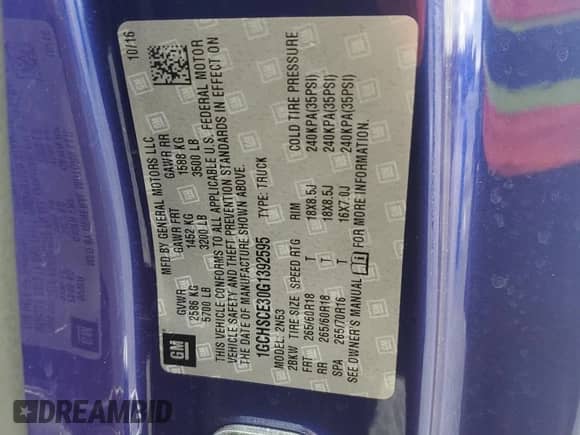 10/16
GM
MFD BY GENERAL MOTORS LLC
GVWR GAWR FRT GAWR RR
2586 KG 1452 KG 1588 KG
5700 LB 3200 LB 3500 LB
THIS VEHICLE CONFORMS TO ALL APPLICABLE U.S. FEDERAL MOTOR
VEHICLE SAFETY AND THEFT PREVENTION STANDARDS IN EFFECT ON
THE DATE OF MANUFACTURE SHOWN ABOVE.
1GCHSCE30G1392595 TYPE: TRUCK
MODEL: 2N53
2BKW TIRE SIZE SPEED RTG RIM COLD TIRE PRESSURE
FRT 265/60R18 T 18X8.5J 240KPA(35PSI)
RR 265/60R18 T 18X8.5J 240KPA(35PSI)
SPA 265/70R16 T 16X7.0J 240KPA(35PSI)
SEE OWNER'S MANUAL i
DREAMBID